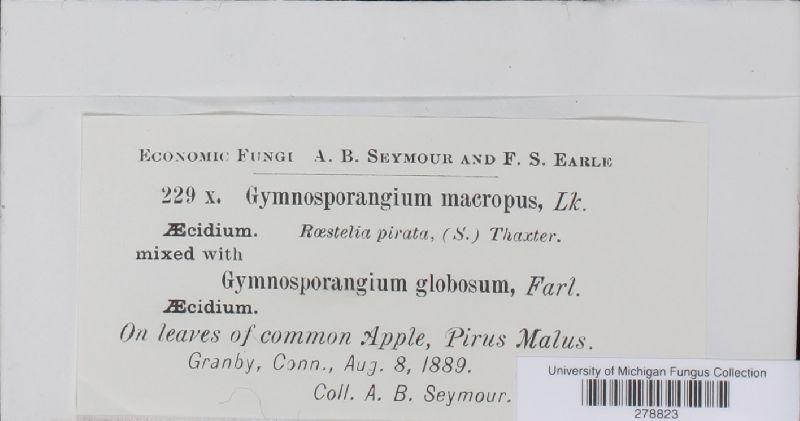 ECONOMIC FUNGI A. B. SEYMOUR AND F. S. EARLE
229 x. Gymnosporangium macropus, Lk.
Æcidium. Rœstelia pirata, (S.) Thaxter.
mixed with
Gymnosporangium globosum, Farl.
Æcidium.
On leaves of common Apple, Pirus Malus.
Granby, Conn., Aug. 8, 1889.
Coll. A. B. Seymour.
University of Michigan Fungus Collection
278823